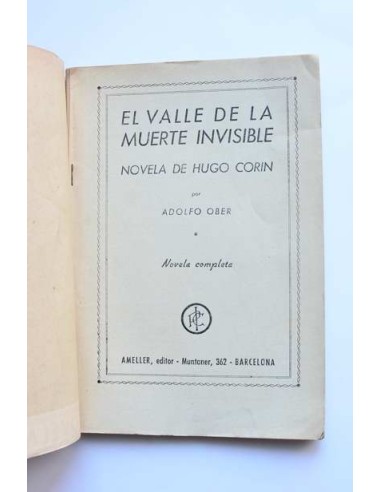 EL VALLE DE LA
MUERTE INVISIBLE
NOVELA DE HUGO CORIN
por
ADOLFO OBER
Novela completa
AMELLER, editor - Muntaner, 362 - BARCELONA